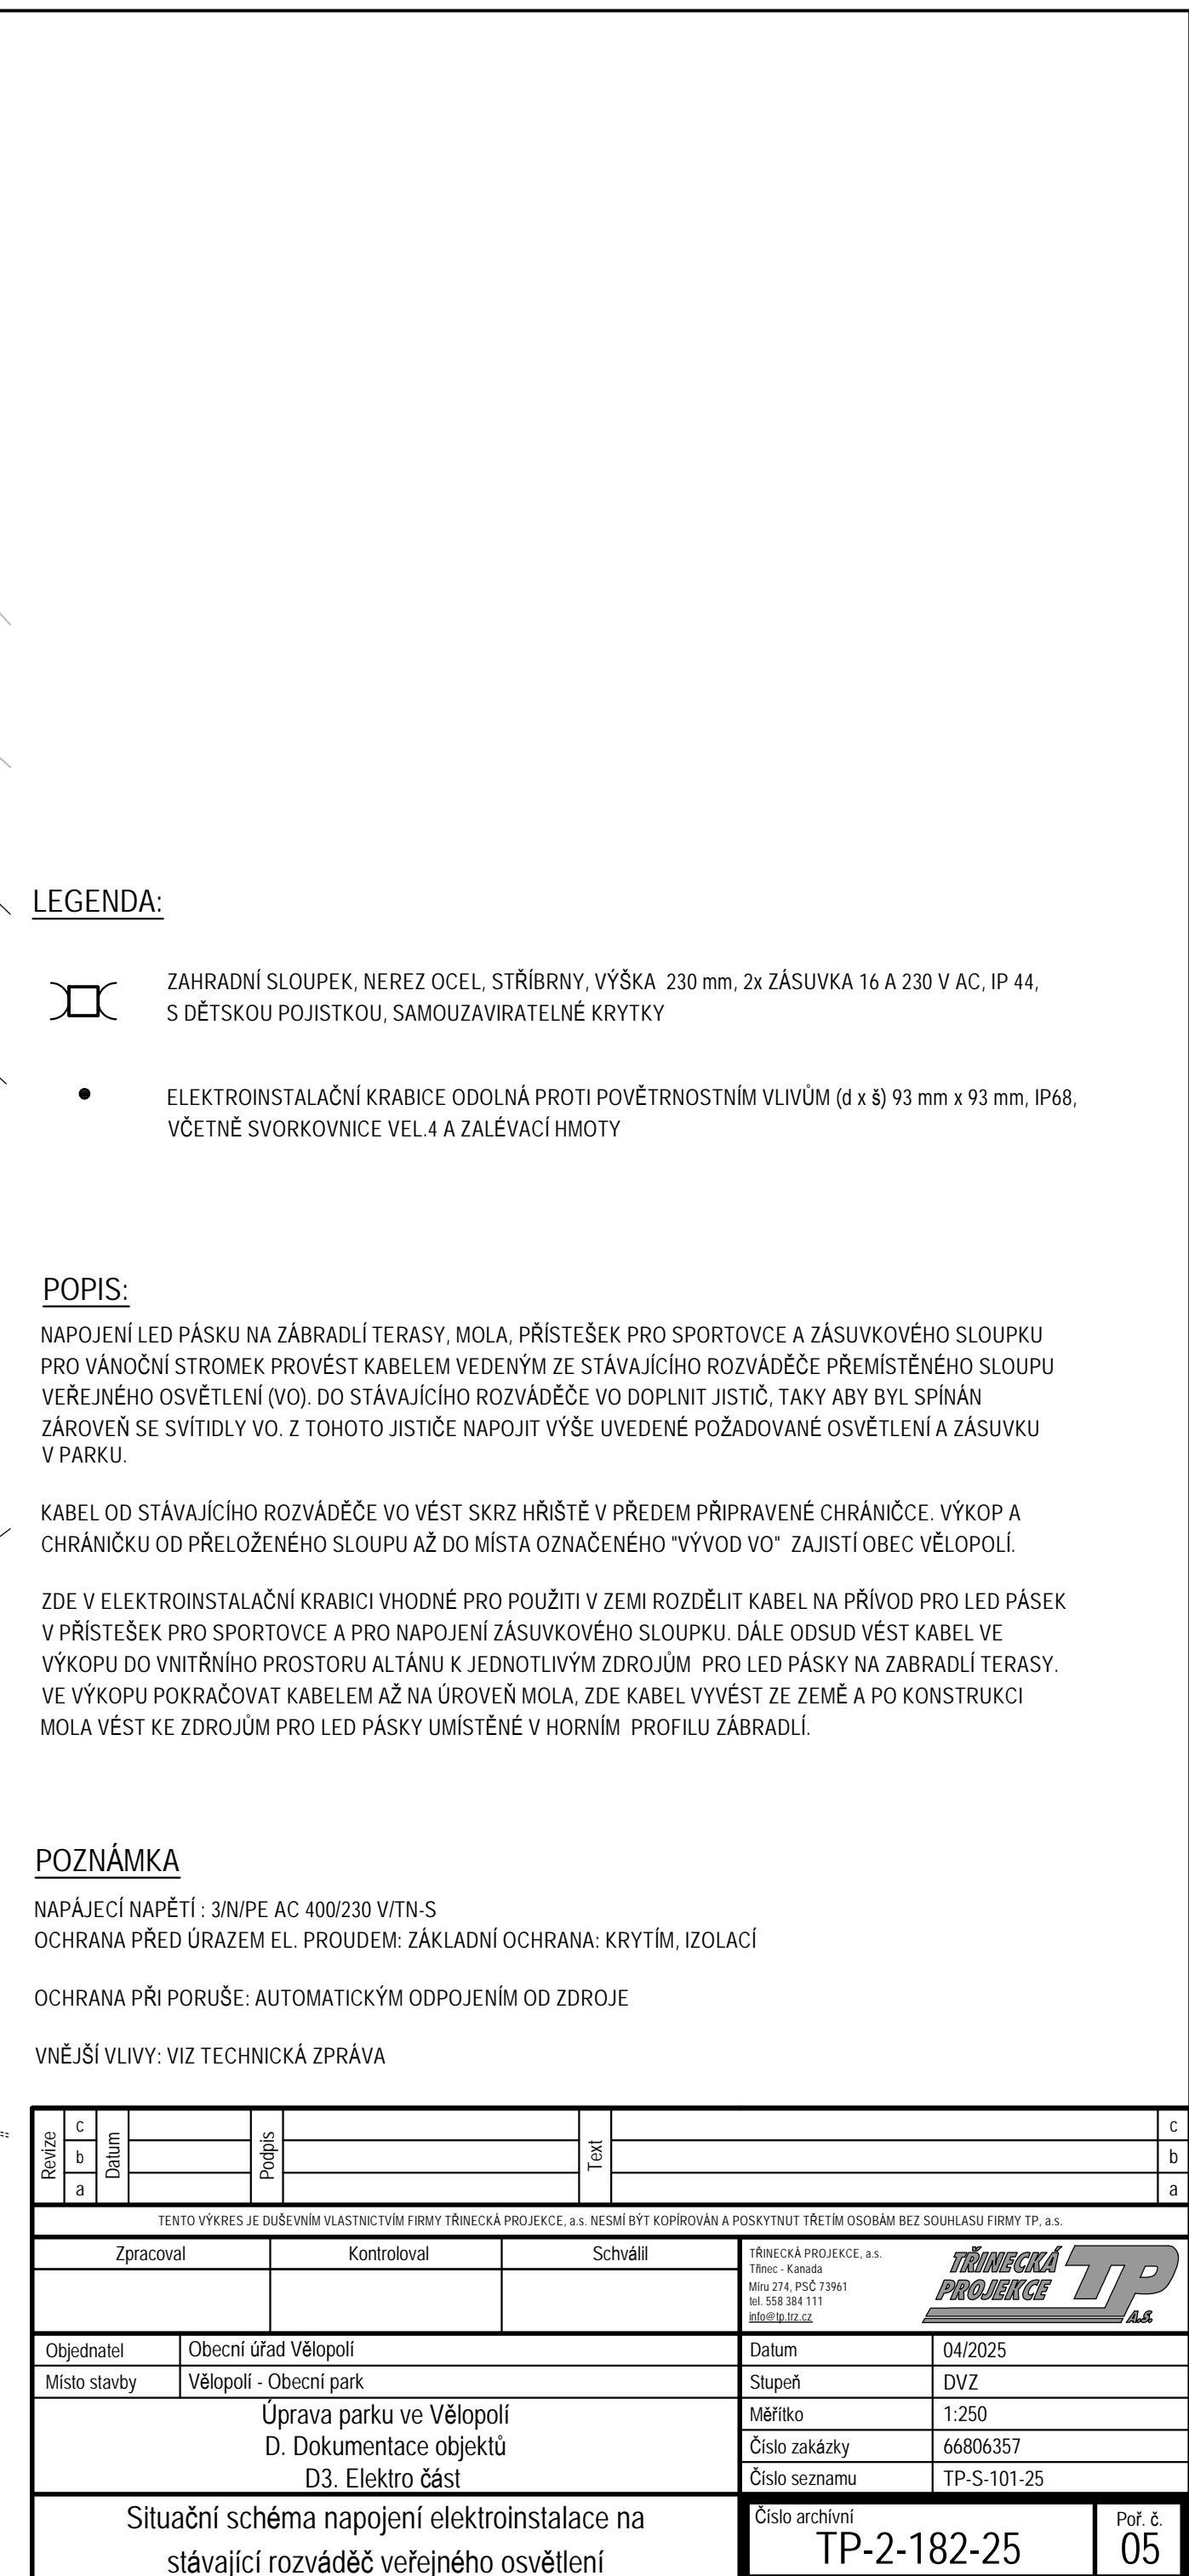 LEGENDA:
ZAHRADNÍ SLOUPEK, NEREZ OCEL, STŘÍBRNY, VÝŠKA 230 mm, 2x ZÁSUVKA 16 A 230 V AC, IP 44,
S DĚTSKOU POJISTKOU, SAMOUZAVIRATELNÉ KRYTKY
ELEKTROINSTALAČNÍ KRABICE ODOLNÁ PROTI POVĚTRNOSTNÍM VLIVŮM (d x š) 93 mm x 93 mm, IP68,
VČETNĚ SVORKOVNICE VEL.4 A ZALÉVACÍ HMOTY
POPIS:
NAPOJENÍ LED PÁSKU NA ZÁBRADLÍ TERASY, MOLA, PŘÍSTEŠEK PRO SPORTOVCE A ZÁSUVKOVÉHO SLOUPKU
PRO VÁNOČNÍ STROMEK PROVÉST KABELEM VEDENÝM ZE STÁVAJÍCÍHO ROZVÁDĚČE PŘEMÍSTĚNÉHO SLOUPU
VEŘEJNÉHO OSVĚTLENÍ (VO). DO STÁVAJÍCÍHO ROZVÁDĚČE VO DOPLNIT JISTIČ, TAKY ABY BYL SPÍNÁN
ZÁROVEŇ SE SVÍTIDLY VO. Z TOHOTO JISTIČE NAPOJIT VÝŠE UVEDENÉ POŽADOVANÉ OSVĚTLENÍ A ZÁSUVKU
V PARKU.
KABEL OD STÁVAJÍCÍHO ROZVÁDĚČE VO VÉST SKRZ HŘIŠTĚ V PŘEDEM PŘIPRAVENÉ CHRÁNIČCE. VÝKOP A
CHRÁNIČKU OD PŘELOŽENÉHO SLOUPU AŽ DO MÍSTA OZNAČENÉHO "VÝVOD VO" ZAJISTÍ OBEC VĚLOPOLÍ.
ZDE V ELEKTROINSTALAČNÍ KRABICI VHODNÉ PRO POUŽITI V ZEMI ROZDĚLIT KABEL NA PŘÍVOD PRO LED PÁSEK
V PŘÍSTEŠEK PRO SPORTOVCE A PRO NAPOJENÍ ZÁSUVKOVÉHO SLOUPKU. DÁLE ODSUD VÉST KABEL VE
VÝKOPU DO VNITŘNÍHO PROSTORU ALTÁNU K JEDNOTLIVÝM ZDROJŮM PRO LED PÁSKY NA ZABRADLÍ TERASY.
VE VÝKOPU POKRAČOVAT KABELEM AŽ NA ÚROVEŇ MOLA, ZDE KABEL VYVÉST ZE ZEMĚ A PO KONSTRUKCI
MOLA VÉST KE ZDROJŮM PRO LED PÁSKY UMÍSTĚNÉ V HORNÍM PROFILU ZÁBRADLÍ.
POZNÁMKA
NAPÁJECÍ NAPĚTÍ : 3/N/PE AC 400/230 V/TN-S
OCHRANA PŘED ÚRAZEM EL. PROUDEM: ZÁKLADNÍ OCHRANA: KRYTÍM, IZOLACÍ
OCHRANA PŘI PORUŠE: AUTOMATICKÝM ODPOJENÍM OD ZDROJE
VNĚJŠÍ VLIVY: VIZ TECHNICKÁ ZPRÁVA
Revize c b a Datum Podpis Text c b a
TENTO VÝKRES JE DUŠEVNÍM VLASTNICTVÍM FIRMY TŘINECKÁ PROJEKCE, a.s. NESMÍ BÝT KOPÍROVÁN A POSKYTNUT TŘETÍM OSOBÁM BEZ SOUHLASU FIRMY TP, a.s.
Zpracoval Kontroloval Schválil
TŘINECKÁ PROJEKCE, a.s.
Třinec - Kanada
Míru 274, PSČ 73961
tel. 558 384 111
info@tp.trz.cz
TŘINECKÁ
PROJEKCE
TP
A.S.
Objednatel Obecní úřad Vělopolí
Datum 04/2025
Místo stavby Vělopolí - Obecní park
Stupeň DVZ
Úprava parku ve Vělopolí
D. Dokumentace objektů
D3. Elektro část
Měřítko 1:250
Číslo zakázky 66806357
Číslo seznamu TP-S-101-25
Situační schéma napojení elektroinstalace na
stávající rozváděč veřejného osvětlení
Číslo archívní
TP-2-182-25
Poř. č.
05